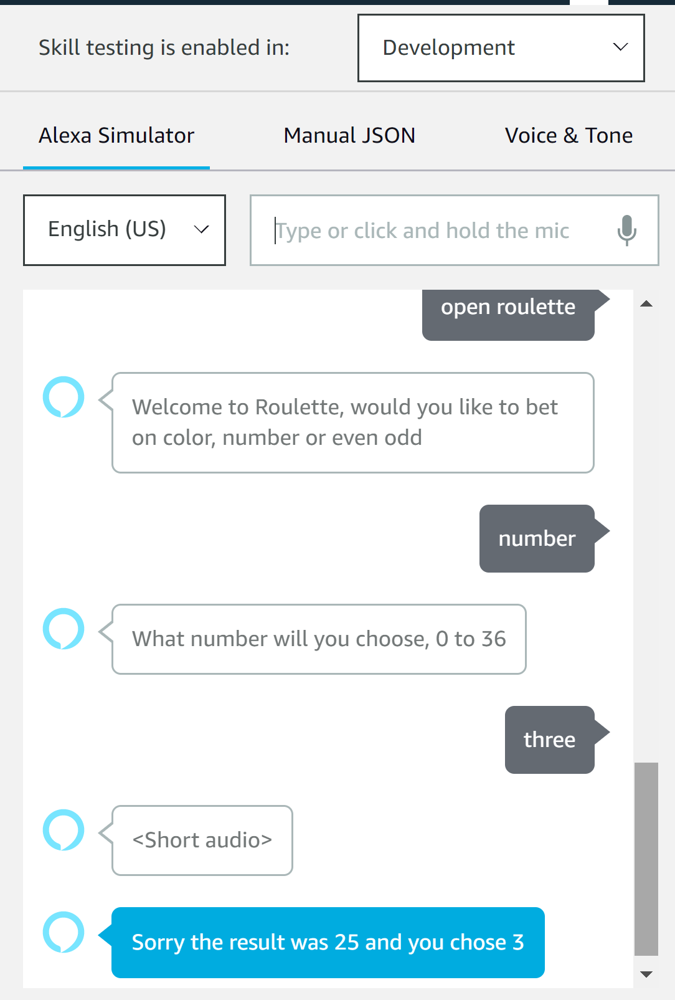 Skill testing is enabled in:
Development
Alexa Simulator
Manual JSON
Voice & Tone
English (US)
Type or click and hold the mic
open roulette
Welcome to Roulette, would you like to bet
on color, number or even odd
number
What number will you choose, 0 to 36
three
<Short audio>
Sorry the result was 25 and you chose 3